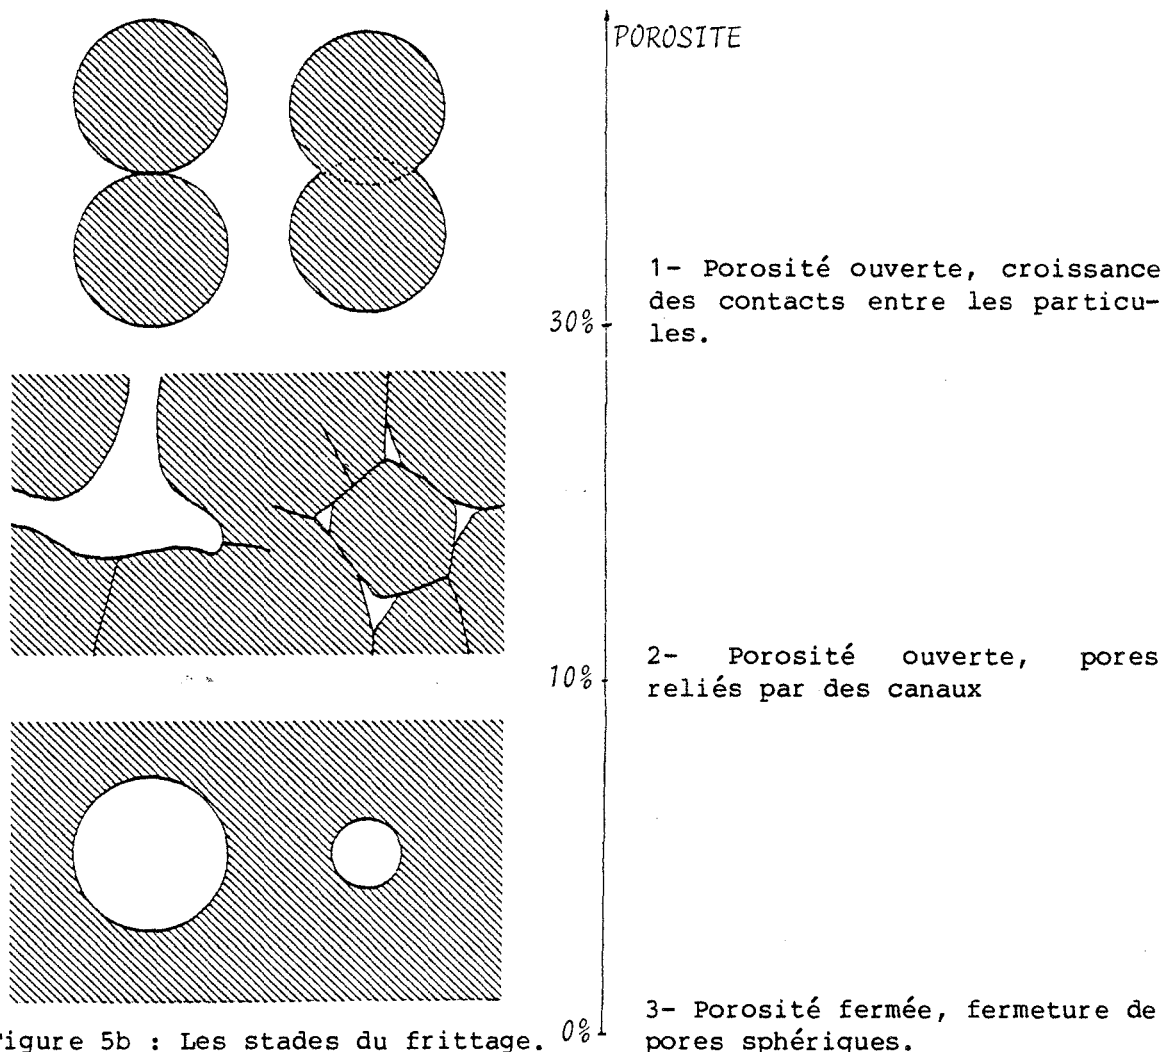 POROSITE
1- Porosité ouverte, croissance
des contacts entre les particu-
les.
30%
2- Porosité ouverte, pores
reliés par des canaux
10%
3- Porosité fermée, fermeture de
pores sphériques.
0%
igure 5b : Les stades du frittage.